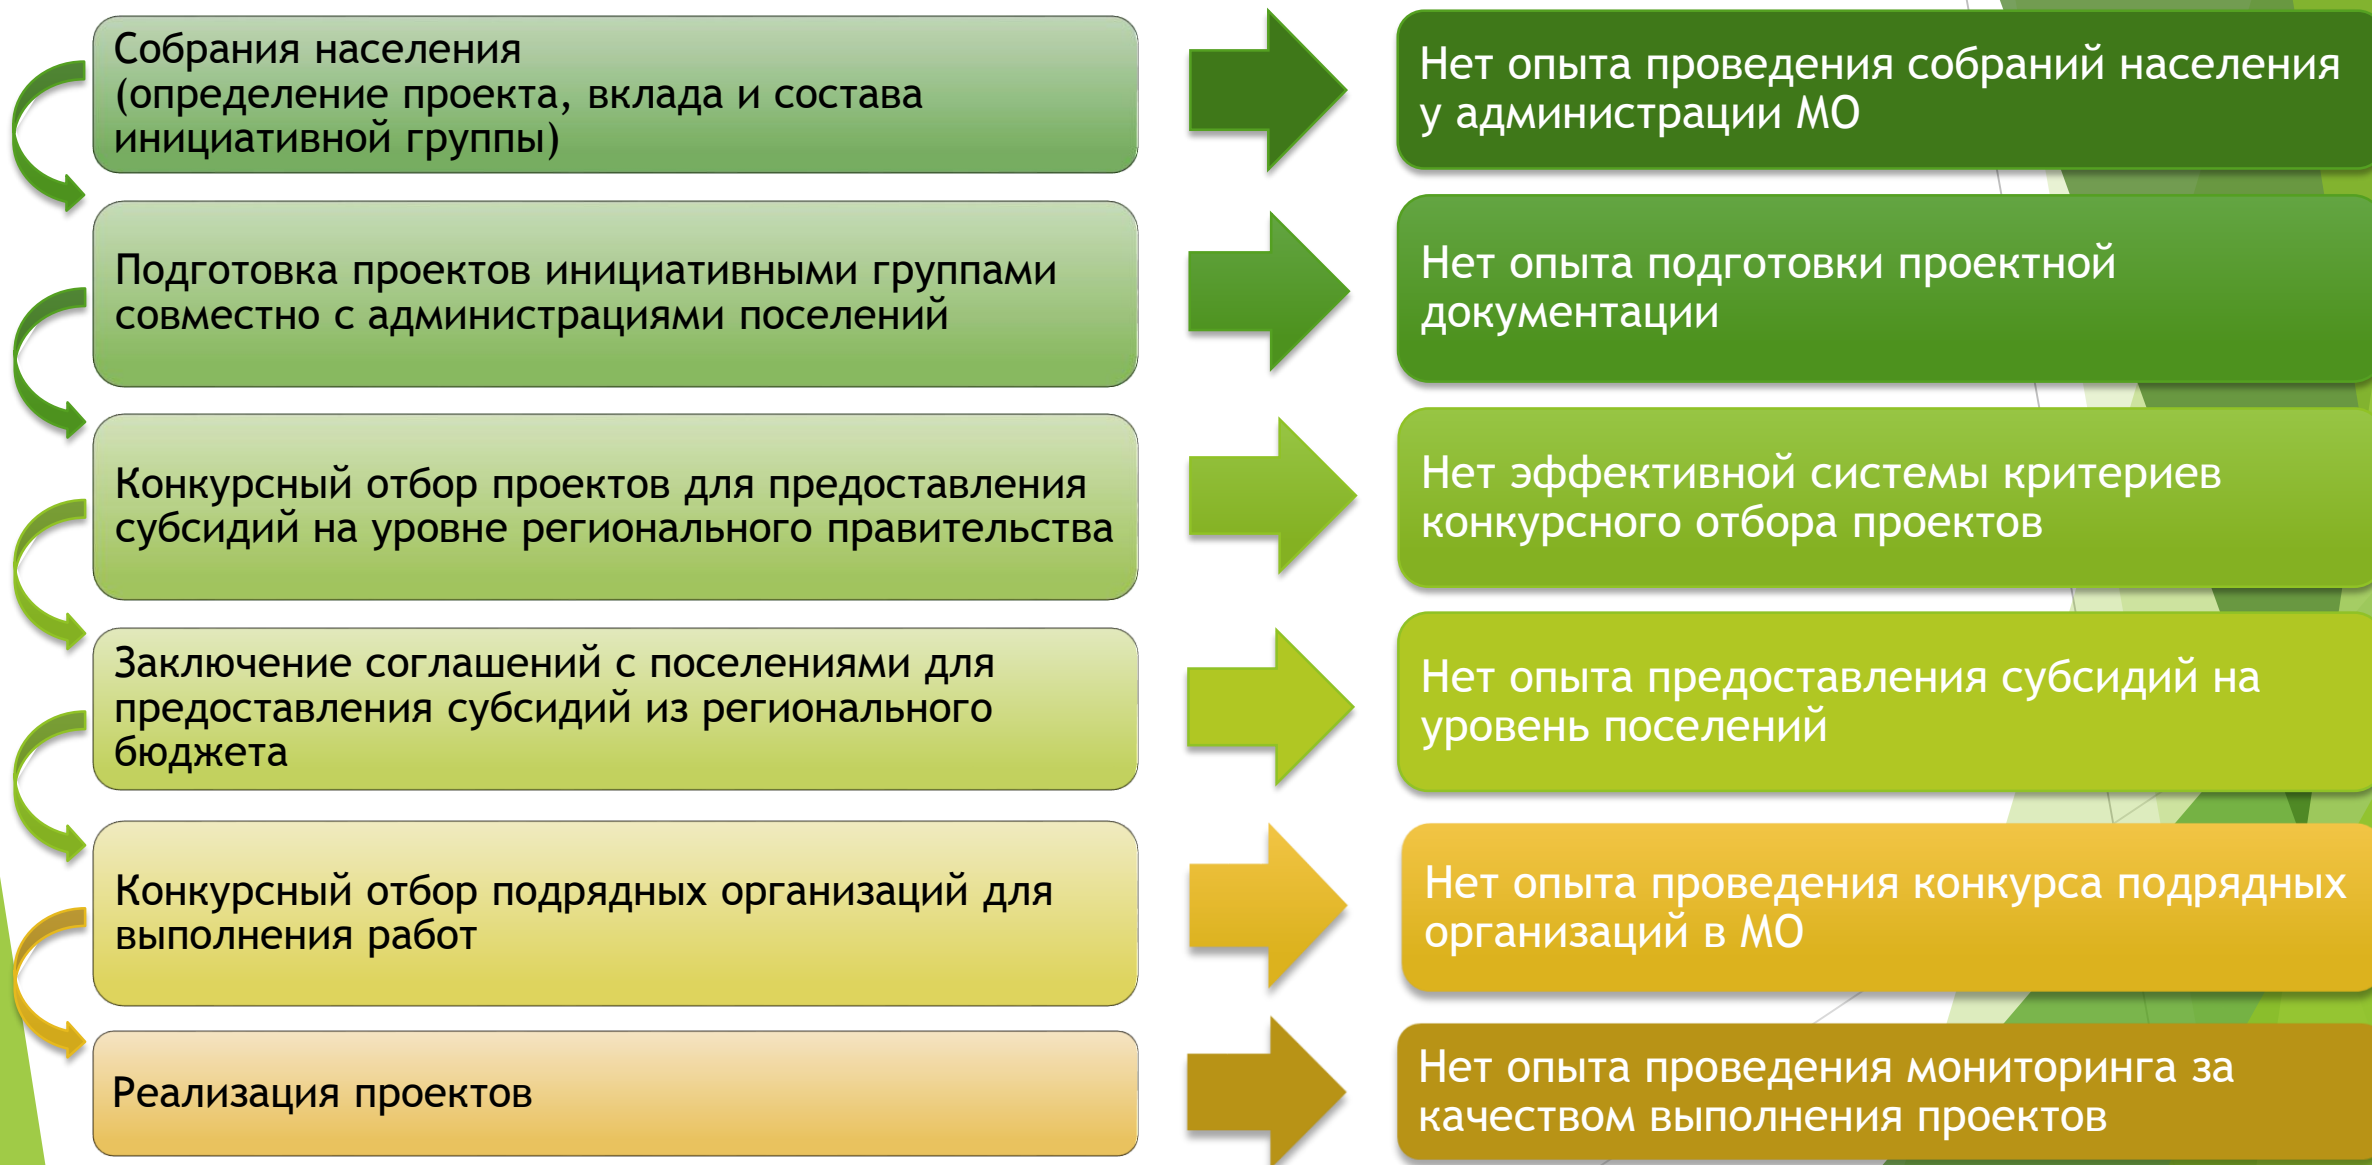 Собрания населения
(определение проекта, вклада и состава
инициативной группы)
Нет опыта проведения собраний населения
у администрации МО
Подготовка проектов инициативными группами
совместно с администрациями поселений
Нет опыта подготовки проектной
документации
Конкурсный отбор проектов для предоставления
субсидий на уровне регионального правительства
Нет эффективной системы критериев
конкурсного отбора проектов
Заключение соглашений с поселениями для
предоставления субсидий из регионального
бюджета
Нет опыта предоставления субсидий на
уровень поселений
Конкурсный отбор подрядных организаций для
выполнения работ
Нет опыта проведения конкурса подрядных
организаций в МО
Реализация проектов
Нет опыта проведения мониторинга за
качеством выполнения проектов